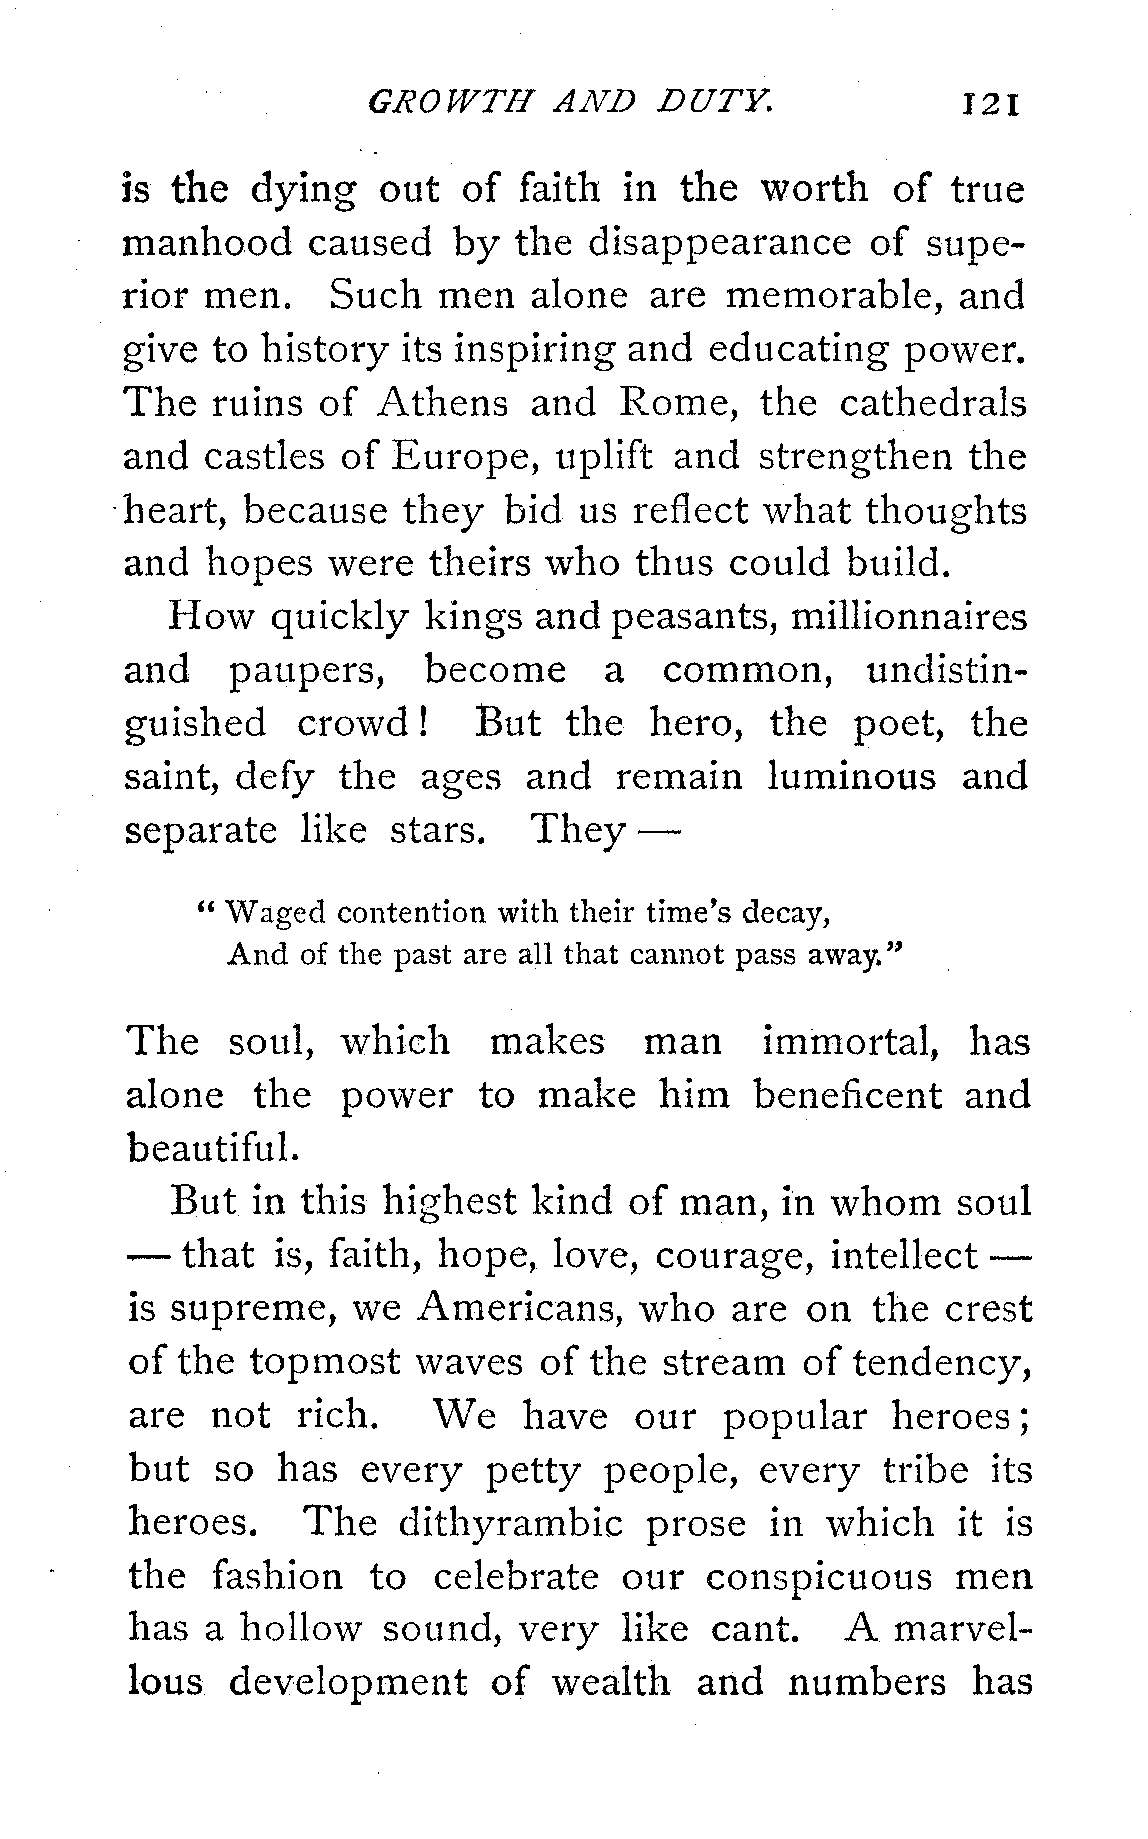 GROWTH AND DUTY. 121
is the dying out of faith in the worth of true
manhood caused by the disappearance of supe-
rior men. Such men alone are memorable, and
give to history its inspiring and educating power.
The ruins of Athens and Rome, the cathedrals
and castles of Europe, uplift and strengthen the
heart, because they bid us reflect what thoughts
and hopes were theirs who thus could build.
How quickly kings and peasants, millionnaires
and paupers, become a common, undistin-
guished crowd! But the hero, the poet, the
saint, defy the ages and remain luminous and
separate like stars. They —
“Waged contention with their time's decay,
And of the past are all that cannot pass away.”
The soul, which makes man immortal, has
alone the power to make him beneficent and
beautiful.
But in this highest kind of man, in whom soul
— that is, faith, hope, love, courage, intellect —
is supreme, we Americans, who are on the crest
of the topmost waves of the stream of tendency,
are not rich. We have our popular heroes;
but so has every petty people, every tribe its
heroes. The dithyrambic prose in which it is
the fashion to celebrate our conspicuous men
has a hollow sound, very like cant. A marvel-
lous development of wealth and numbers has